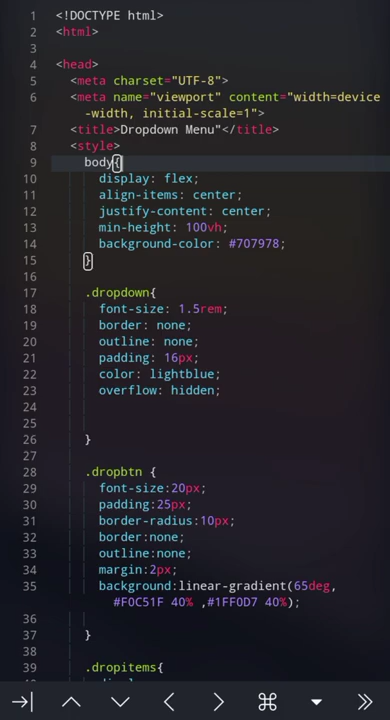 1 <!DOCTYPE html>
2 <html>
3
4 <head>
5 <meta charset="UTF-8">
6 <meta name="viewport" content="width=device
-width, initial-scale=1">
7 <title>Dropdown Menu"</title>
8 <style>
9 body{
10 display: flex;
11 align-items: center;
12 justify-content: center;
13 min-height: 100vh;
14 background-color: #707978;
15 }
16
17 .dropdown{
18 font-size: 1.5rem;
19 border: none;
20 outline: none;
21 padding: 16px;
22 color: lightblue;
23 overflow: hidden;
24
25
26 }
27
28 .dropbtn {
29 font-size:20px;
30 padding:25px;
31 border-radius:10px;
32 border:none;
33 outline:none;
34 margin:2px;
35 background:linear-gradient(65deg,
#F0C51F 40% ,#1FF0D7 40%);
36
37 }
38
39 .dropitems{